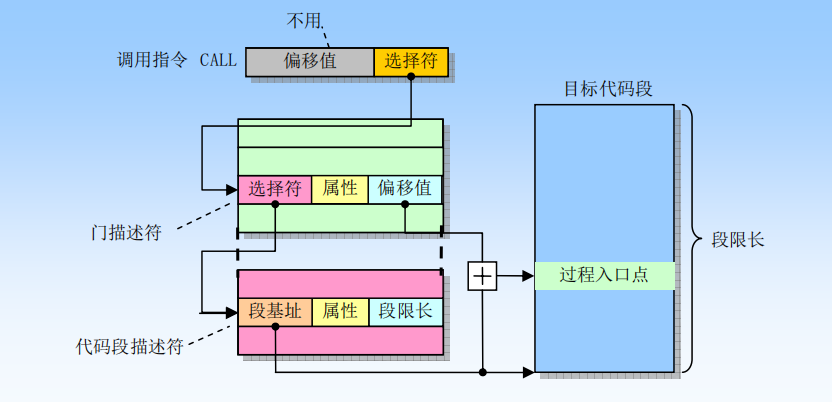 不用
调用指令 CALL 偏移值 选择符
目标代码段
选择符 属性 偏移值
门描述符
段限长
过程入口点
段基址 属性 段限长
代码段描述符